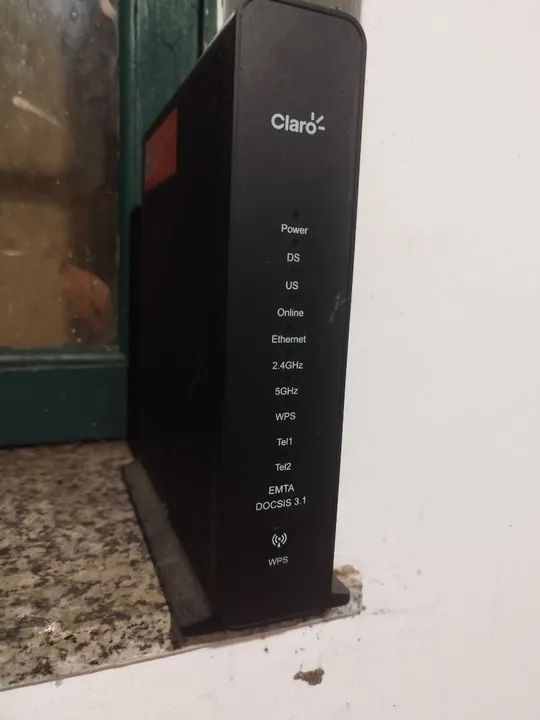 Claro
Power
DS
US
Online
Ethernet
2.4GHz
5GHz
WPS
Tel1
Tel2
EMTA
DOCSIS 3.1
WPS